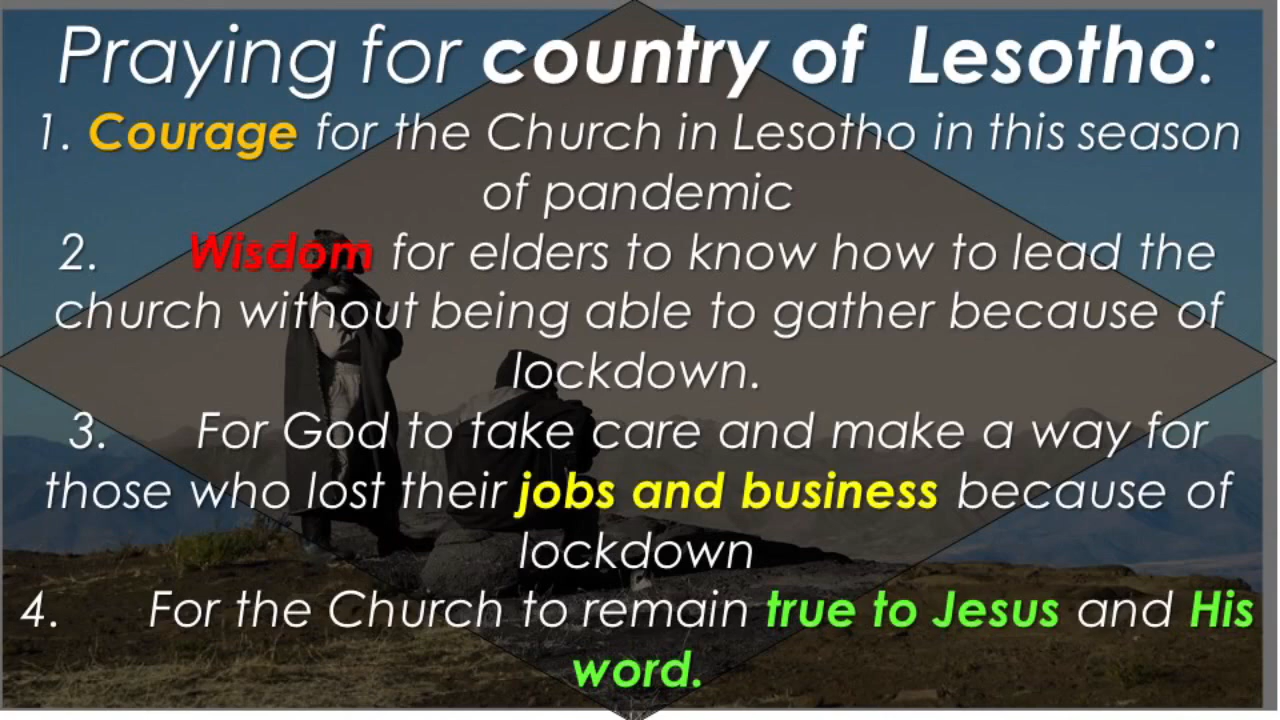 Praying for country of Lesotho:
1. Courage for the Church in Lesotho in this season
of pandemic
2. Wisdom for elders to know how to lead the
church without being able to gather because of
lockdown.
3. For God to take care and make a way for
those who lost their jobs and business because of
lockdown
4. For the Church to remain true to Jesus and His
word.